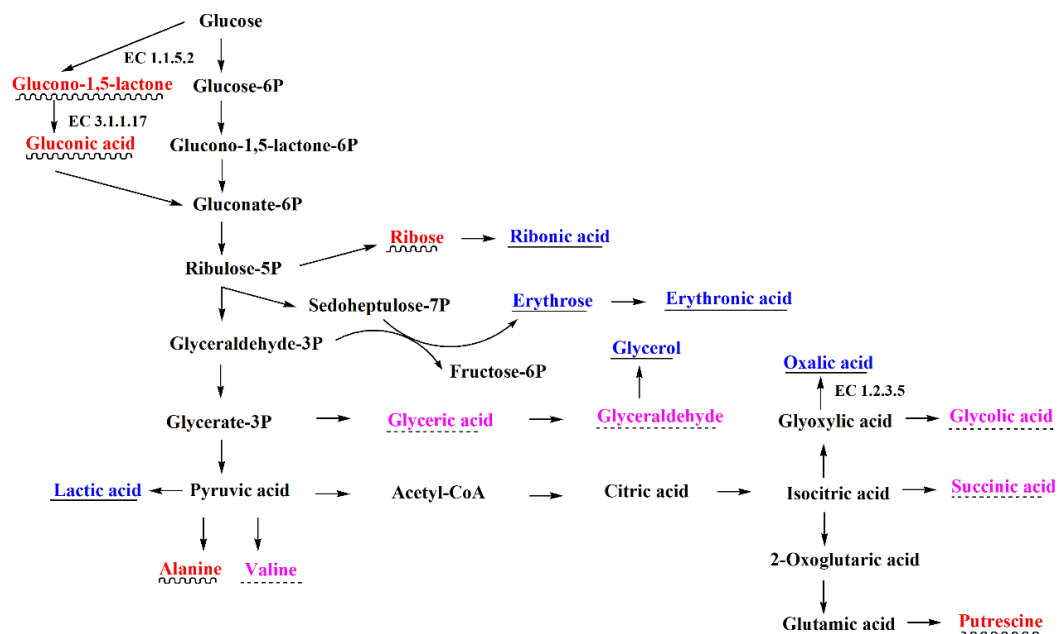 Glucose
EC 1.1.5.2
Glucono-1,5-lactone
Glucose-6P
EC 3.1.1.17
Gluconic acid
Glucono-1,5-lactone-6P
Gluconate-6P
Ribose
Ribonic acid
Ribulose-5P
Sedoheptulose-7P
Erythrose
Erythronic acid
Glyceraldehyde-3P
Glycerol
Fructose-6P
Oxalic acid
EC 1.2.3.5
Glycerate-3P
Glyceric acid
Glyceraldehyde
Glyoxylic acid
Glycolic acid
Lactic acid
Pyruvic acid
Acetyl-CoA
Citric acid
Isocitric acid
Succinic acid
Alanine
Valine
2-Oxoglutaric acid
Glutamic acid
Putrescine